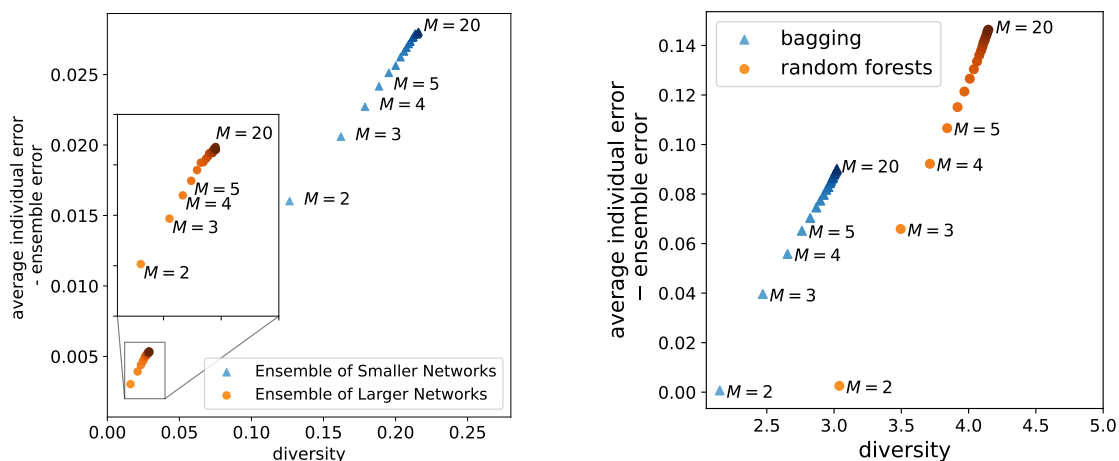 average individual error
- ensemble error
0.025
0.020
0.015
0.010
0.005
M = 20
M = 5
M = 4
M = 3
M = 2
M = 20
M = 5
M = 4
M = 3
M = 2
Ensemble of Smaller Networks
Ensemble of Larger Networks
0.00
0.05
0.10
0.15
0.20
0.25
diversity
average individual error
− ensemble error
0.14
0.12
0.10
0.08
0.06
0.04
0.02
0.00
bagging
random forests
M = 20
M = 5
M = 4
M = 3
M = 2
M = 20
M = 5
M = 4
M = 3
M = 2
2.5
3.0
3.5
4.0
4.5
5.0
diversity